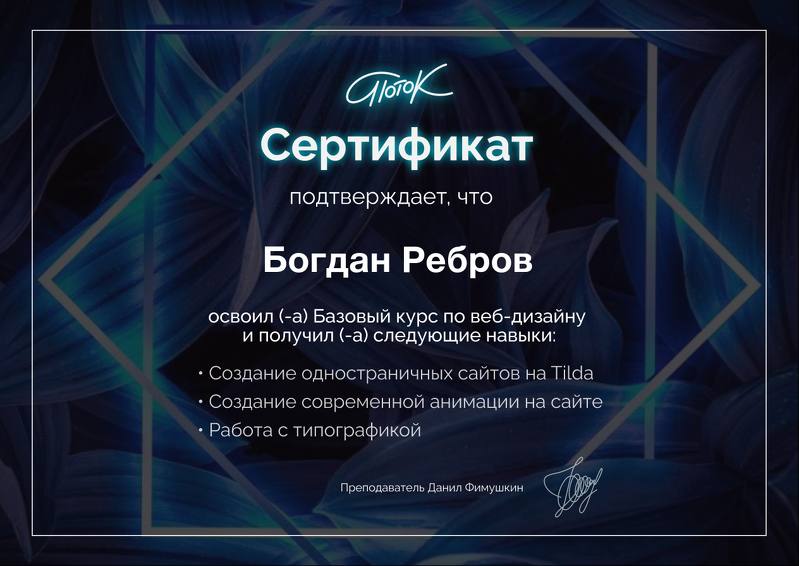 Поток
Сертификат
подтверждает, что
Богдан Ребров
освоил (-а) Базовый курс по веб-дизайну
и получил (-а) следующие навыки:
• Создание одностраничных сайтов на Tilda
• Создание современной анимации на сайте
• Работа с типографикой
Преподаватель Данил Фимушкин